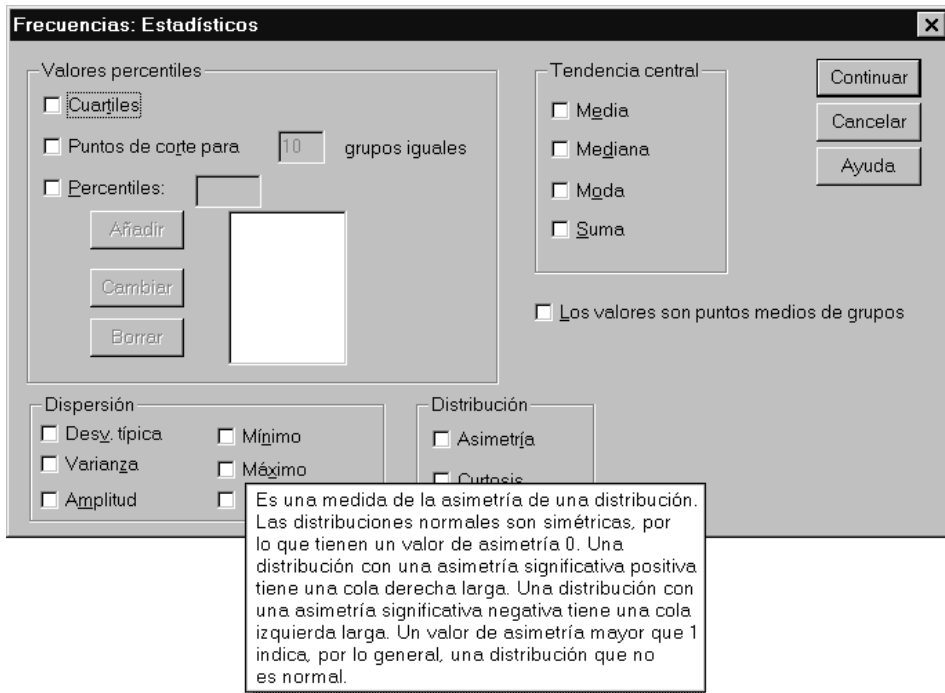 Frecuencias: Estadísticos
Valores percentiles
Cuartiles
Puntos de corte para 10 grupos iguales
Percentiles:
Añadir
Cambiar
Borrar
Tendencia central
Media
Mediana
Moda
Suma
Continuar
Cancelar
Ayuda
Los valores son puntos medios de grupos
Dispersión
Desv. típica
Varianza
Amplitud
Mínimo
Máximo
Distribución
Asimetría
Curtosis
Es una medida de la asimetría de una distribución.
Las distribuciones normales son simétricas, por
lo que tienen un valor de asimetría 0. Una
distribución con una asimetría significativa positiva
tiene una cola derecha larga. Una distribución con
una asimetría significativa negativa tiene una cola
izquierda larga. Un valor de asimetría mayor que 1
indica, por lo general, una distribución que no
es normal.